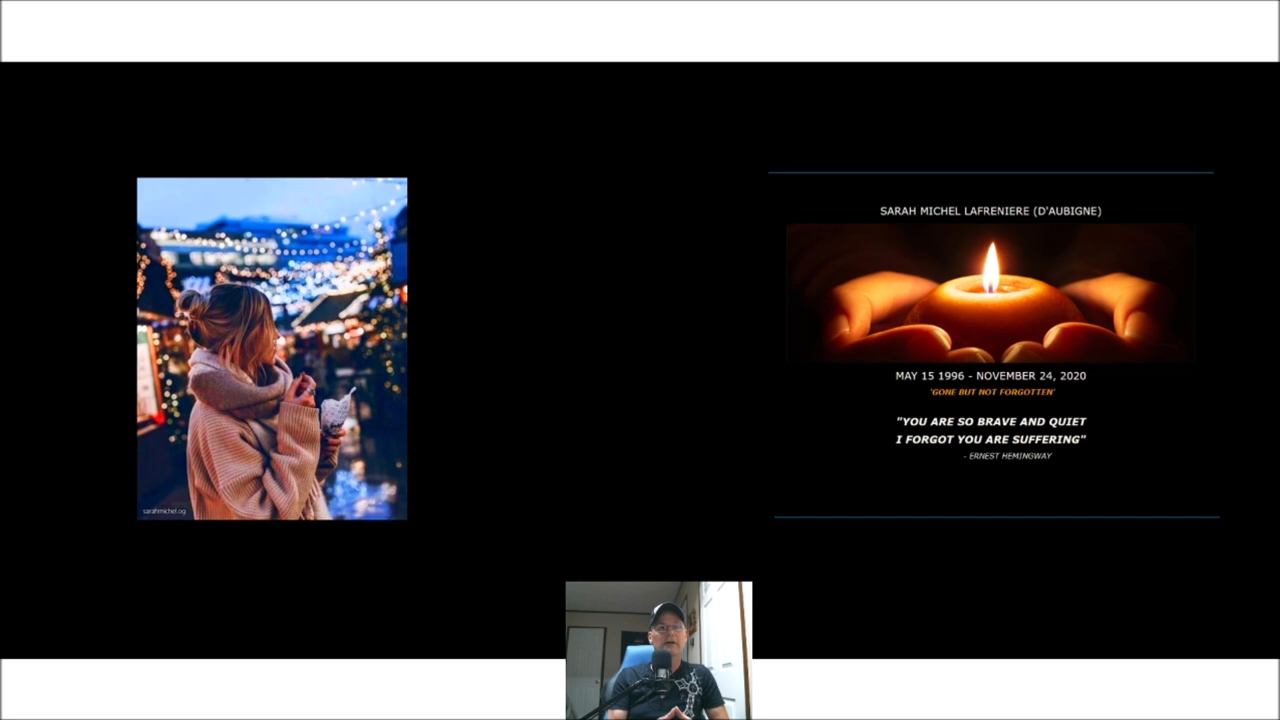 SARAH MICHEL LAFRENIERE (D'AUBIGNE)
MAY 15 1996 - NOVEMBER 24, 2020
'GONE BUT NOT FORGOTTEN'
"YOU ARE SO BRAVE AND QUIET
I FORGOT YOU ARE SUFFERING"
- ERNEST HEMINGWAY
sarahmichel.og